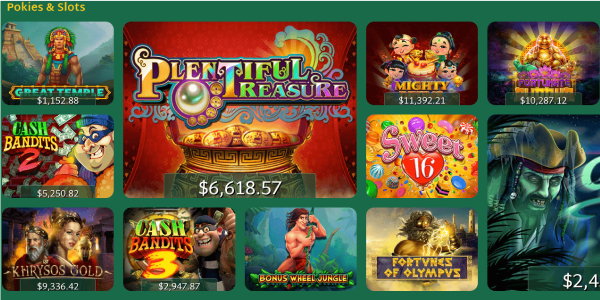 Pokies & Slots
GREAT TEMPLE
$1,152.88
PLENTIFUL
TREASURE
$6,618.57
MIGHTY
$11,392.21
$10,287.12
CASH
BANDITS
2
$5,250.82
Sweet
16
KHRYSOS GOLD
$9,336.42
CASH
BANDITS
3
$2,947.87
BONUS WHEEL JUNGLE
FORTUNES
OF OLYMPUS
$2,4